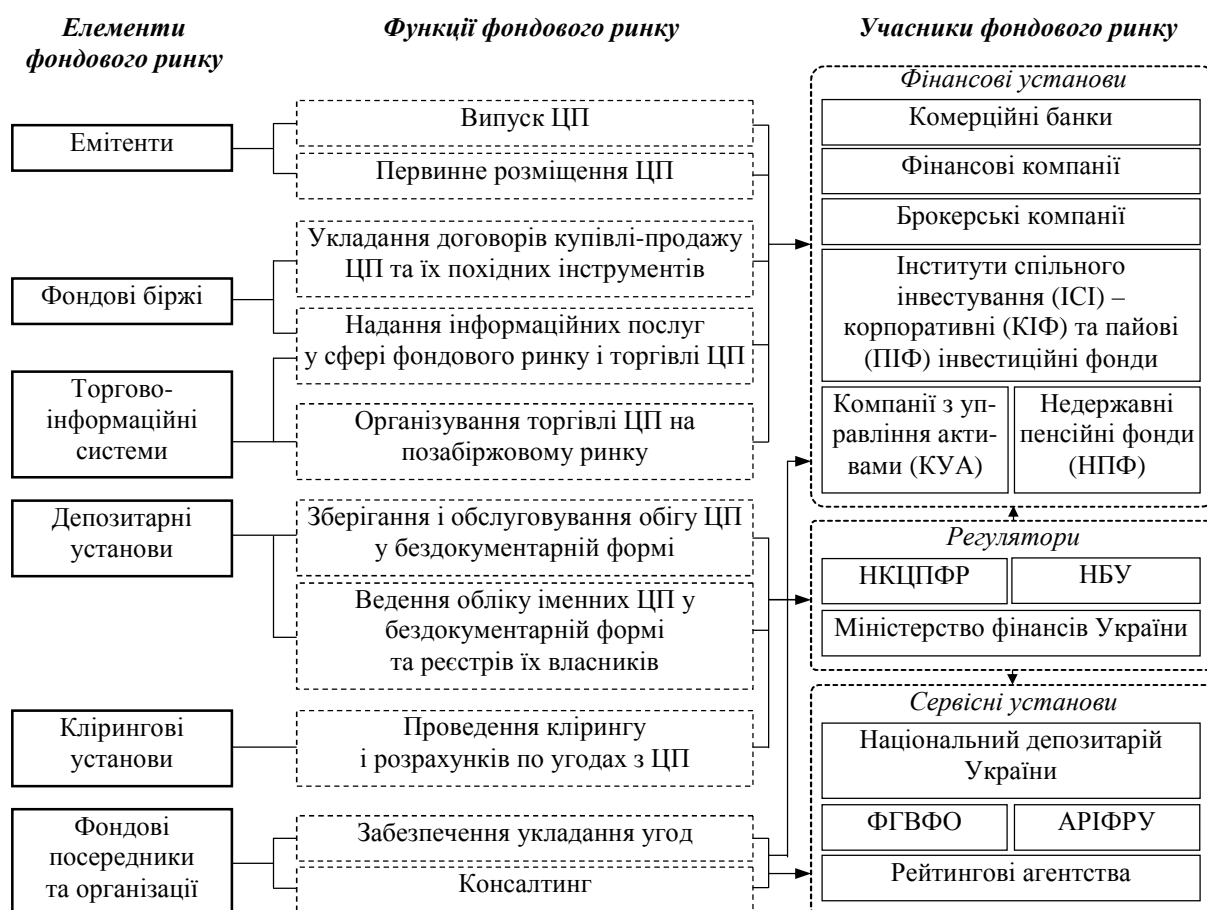 Елементи
фондового ринку
Функції фондового ринку
Учасники фондового ринку
Емітенти
Фондові біржі
Торгово-
інформаційні
системи
Депозитарні
установи
Клірингові
установи
Фондові
посередники
та організації
Випуск ЦП
Первинне розміщення ЦП
Укладання договорів купівлі-продажу
ЦП та їх похідних інструментів
Надання інформаційних послуг
у сфері фондового ринку і торгівлі ЦП
Організування торгівлі ЦП на
позабіржовому ринку
Зберігання і обслуговування обігу ЦП
у бездокументарній формі
Ведення обліку іменних ЦП у
бездокументарній формі
та реєстрів їх власників
Проведення клірингу
і розрахунків по угодах з ЦП
Забезпечення укладання угод
Консалтинг
Фінансові установи
Комерційні банки
Фінансові компанії
Брокерські компанії
Інститути спільного
інвестування (ІСІ) –
корпоративні (КІФ) та пайові
(ПІФ) інвестиційні фонди
Компанії з уп-
равління акти-
вами (КУА)
Недержавні
пенсійні фонди
(НПФ)
Регулятори
НКЦПФР
НБУ
Міністерство фінансів України
Сервісні установи
Національний депозитарій
України
ФГВФО
АРІФРУ
Рейтингові агентства